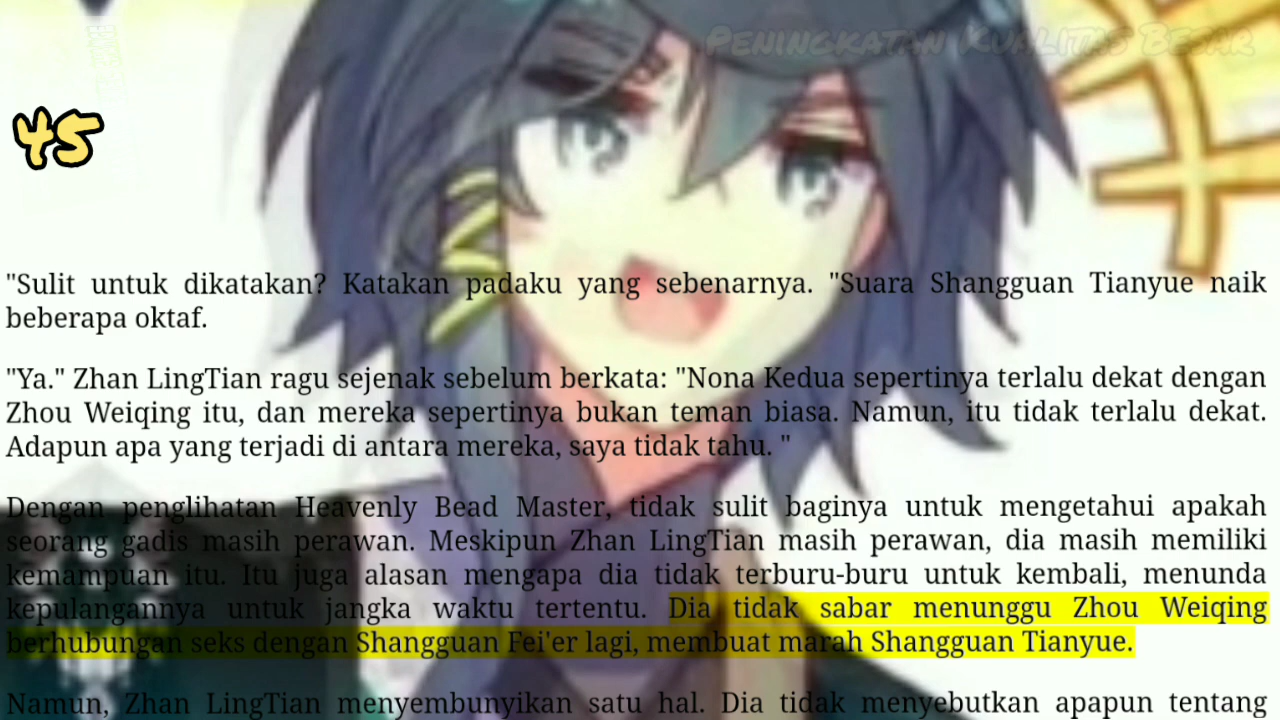 Peningkatan Kualitas Besar
45
"Sulit untuk dikatakan? Katakan padaku yang sebenarnya. "Suara Shangguan Tianyue naik
beberapa oktaf.
"Ya." Zhan LingTian ragu sejenak sebelum berkata: "Nona Kedua sepertinya terlalu dekat dengan
Zhou Weiqing itu, dan mereka sepertinya bukan teman biasa. Namun, itu tidak terlalu dekat.
Adapun apa yang terjadi di antara mereka, saya tidak tahu. "
Dengan penglihatan Heavenly Bead Master, tidak sulit baginya untuk mengetahui apakah
seorang gadis masih perawan. Meskipun Zhan LingTian masih perawan, dia masih memiliki
kemampuan itu. Itu juga alasan mengapa dia tidak terburu-buru untuk kembali, menunda
kepulangannya untuk jangka waktu tertentu. Dia tidak sabar menunggu Zhou Weiqing
berhubungan seks dengan Shangguan Fei'er lagi, membuat marah Shangguan Tianyue.
Namun, Zhan LingTian menyembunyikan satu hal. Dia tidak menyebutkan apapun tentang